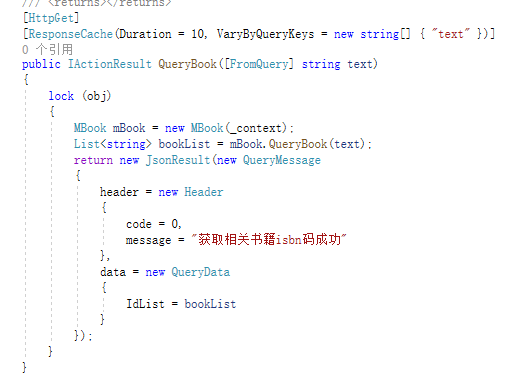 /// <returns></returns>
[HttpGet]
[ResponseCache(Duration = 10, VaryByQueryKeys = new string[] { "text" })]
0 个引用
public IActionResult QueryBook([FromQuery] string text)
{
    lock (obj)
    {
        MBook mBook = new MBook(_context);
        List<string> bookList = mBook.QueryBook(text);
        return new JsonResult(new QueryMessage
        {
            header = new Header
            {
                code = 0,
                message = "获取相关书籍isbn码成功"
            },
            data = new QueryData
            {
                IdList = bookList
            }
        });
    }
}